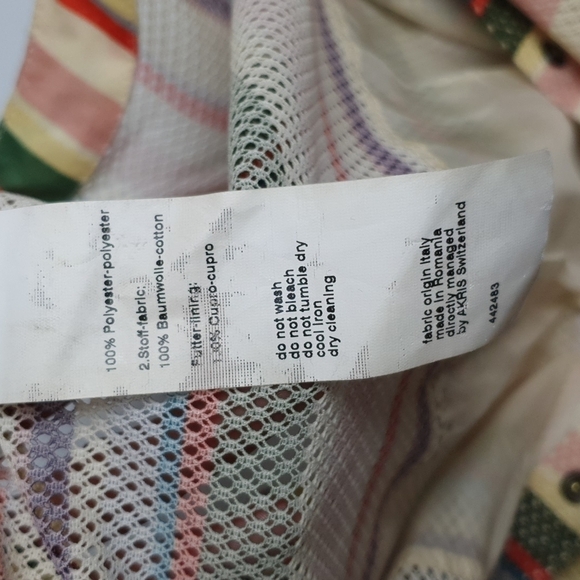 100% Polyester-polyester
2.Stoff-fabric:
100% Baumwolle-cotton
Futter-lining:
100% Cupro-cupro
do not wash
do not bleach
do not tumble dry
cool iron
dry cleaning
fabric origin Italy
made in Romania
directly managed
by AKRIS Switzerland
442483